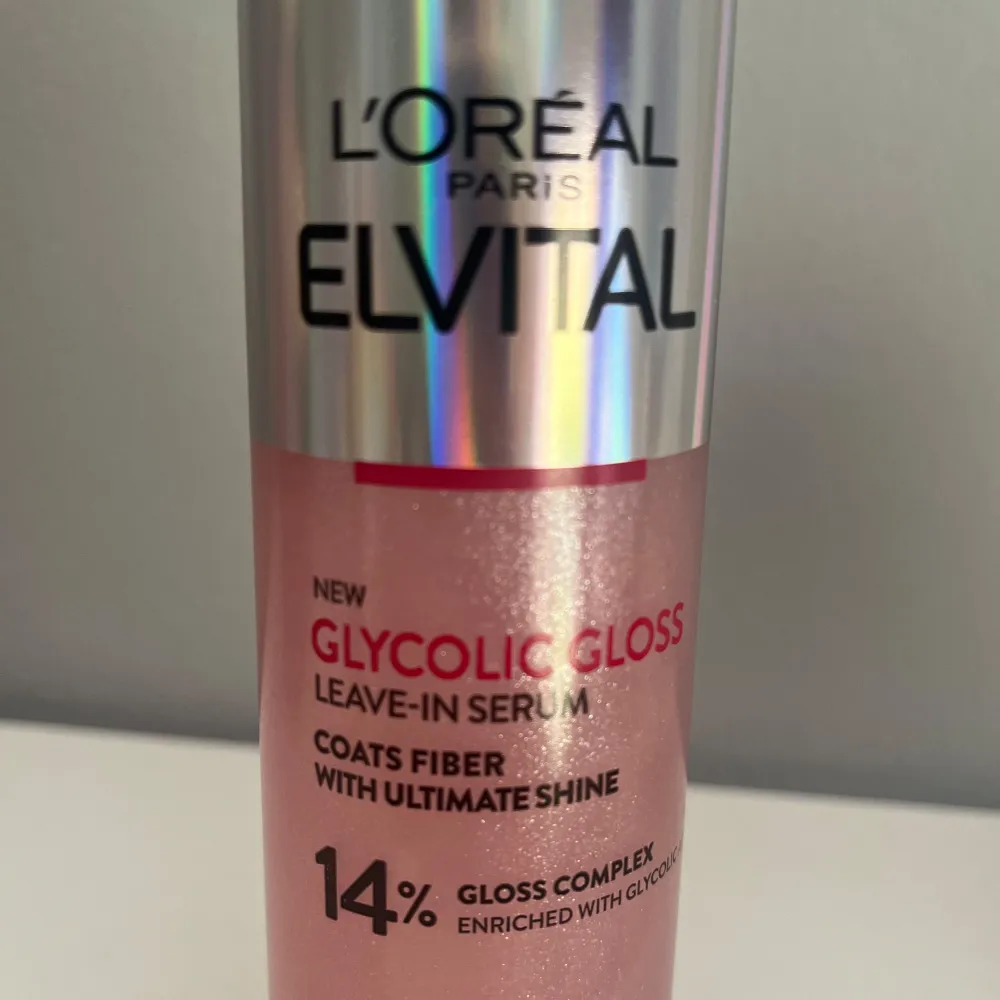 L'ORÉAL
PARiS
ELVITAL
NEW
GLYCOLIC GLOSS
LEAVE-IN SERUM
COATS FIBER
WITH ULTIMATE SHINE
14% GLOSS COMPLEX
ENRICHED WITH